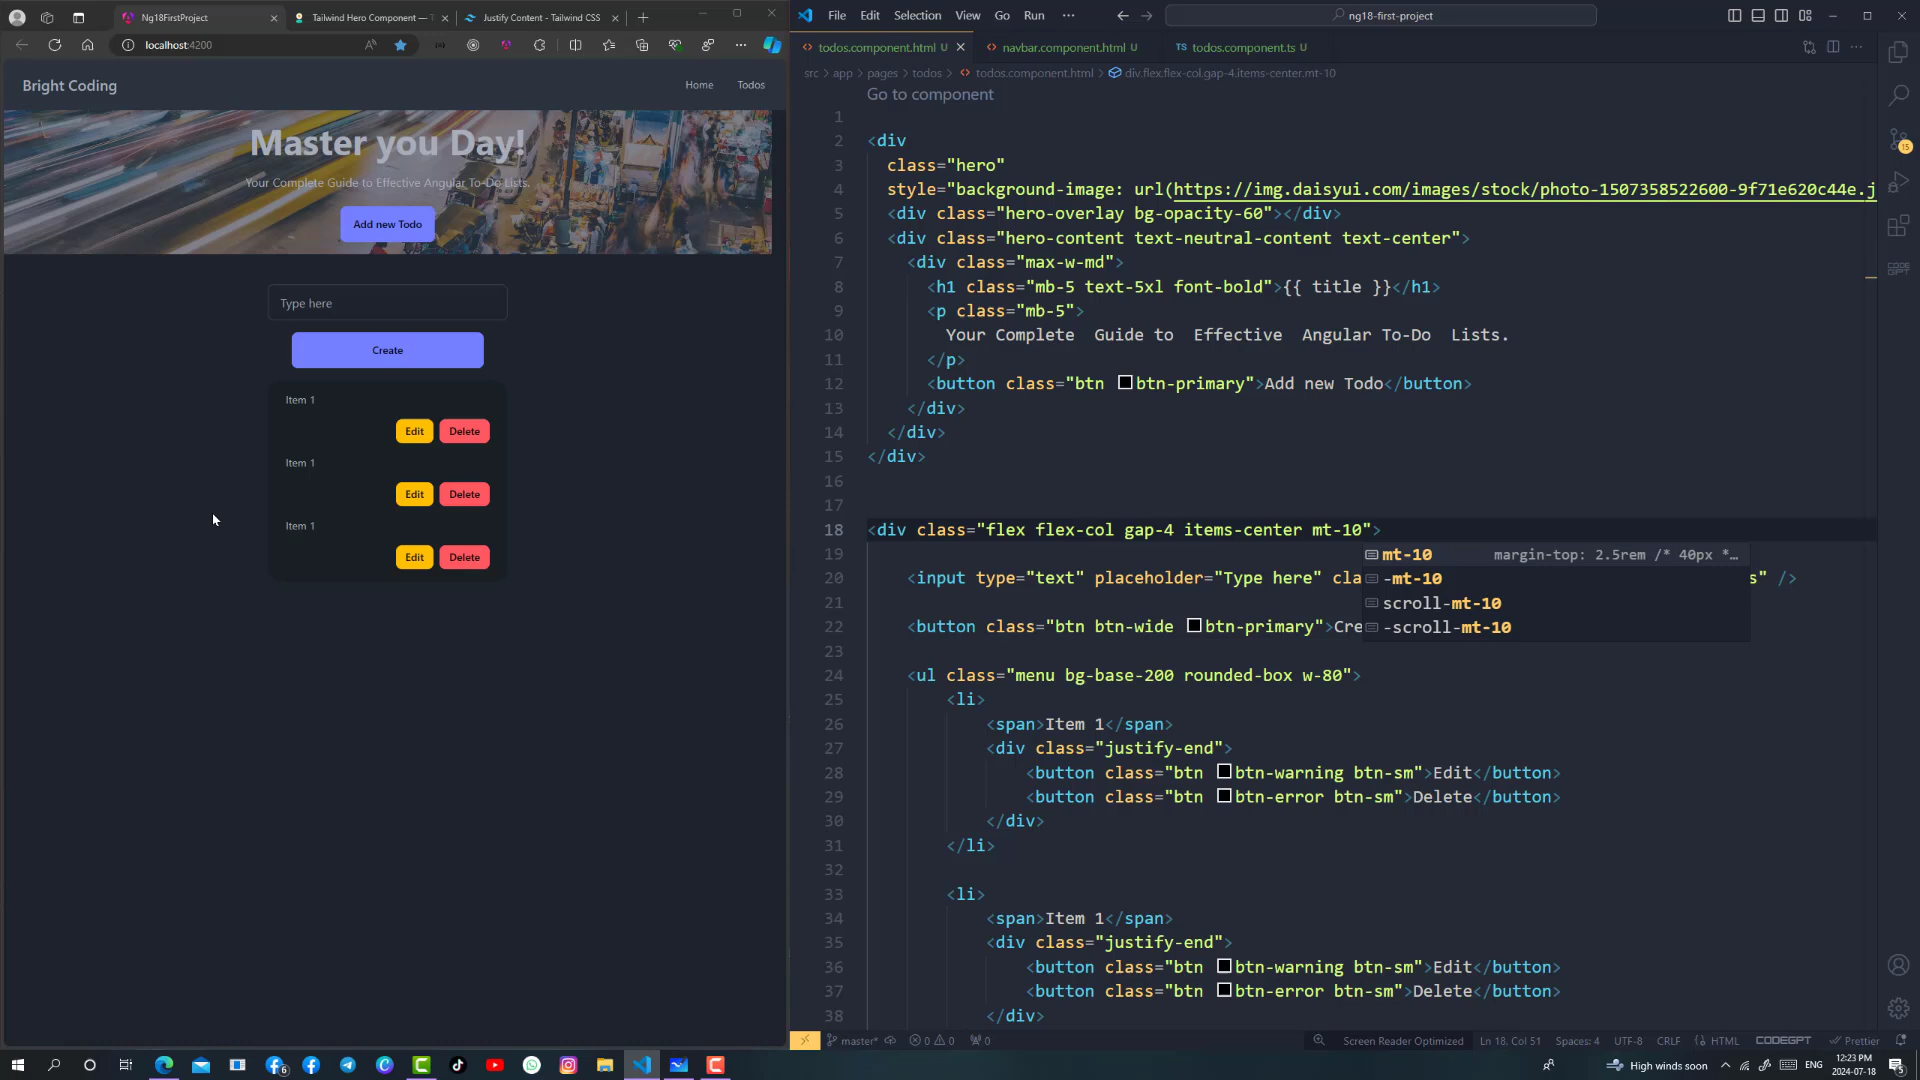 Ng18FirstProject
Tailwind Hero Component — T
Justify Content - Tailwind CSS
localhost:4200
Bright Coding
Home
Todos
Master you Day!
Your Complete Guide to Effective Angular To-Do Lists.
Add new Todo
Type here
Create
Item 1
Edit
Delete
Item 1
Edit
Delete
Item 1
Edit
Delete
File Edit Selection View Go Run ···
ng18-first-project
todos.component.html U
navbar.component.html U
TS todos.component.ts U
src > app > pages > todos > todos.component.html > div.flex.flex-col.gap-4.items-center.mt-10
Go to component
1
2 <div
3 class="hero"
4 style="background-image: url(https://img.daisyui.com/images/stock/photo-1507358522600-9f71e620c44e.j
5 <div class="hero-overlay bg-opacity-60"></div>
6 <div class="hero-content text-neutral-content text-center">
7 <div class="max-w-md">
8 <h1 class="mb-5 text-5xl font-bold">{{ title }}</h1>
9 <p class="mb-5">
10 Your Complete  Guide to  Effective  Angular To-Do  Lists.
11 </p>
12 <button class="btn btn-primary">Add new Todo</button>
13 </div>
14 </div>
15 </div>
16
17
18 <div class="flex flex-col gap-4 items-center mt-10">
19
mt-10 margin-top: 2.5rem /* 40px *…
20 <input type="text" placeholder="Type here" cla
-mt-10
s" />
21
scroll-mt-10
22 <button class="btn btn-wide btn-primary">Cre
-scroll-mt-10
23
24 <ul class="menu bg-base-200 rounded-box w-80">
25 <li>
26 <span>Item 1</span>
27 <div class="justify-end">
28 <button class="btn btn-warning btn-sm">Edit</button>
29 <button class="btn btn-error btn-sm">Delete</button>
30 </div>
31 </li>
32
33 <li>
34 <span>Item 1</span>
35 <div class="justify-end">
36 <button class="btn btn-warning btn-sm">Edit</button>
37 <button class="btn btn-error btn-sm">Delete</button>
38 </div>
master* 0 0 0
Screen Reader Optimized
Ln 18, Col 51
Spaces: 4
UTF-8
CRLF
HTML
CODEGPT
Prettier
15
6
High winds soon
ENG
12:23 PM
2024-07-18
5